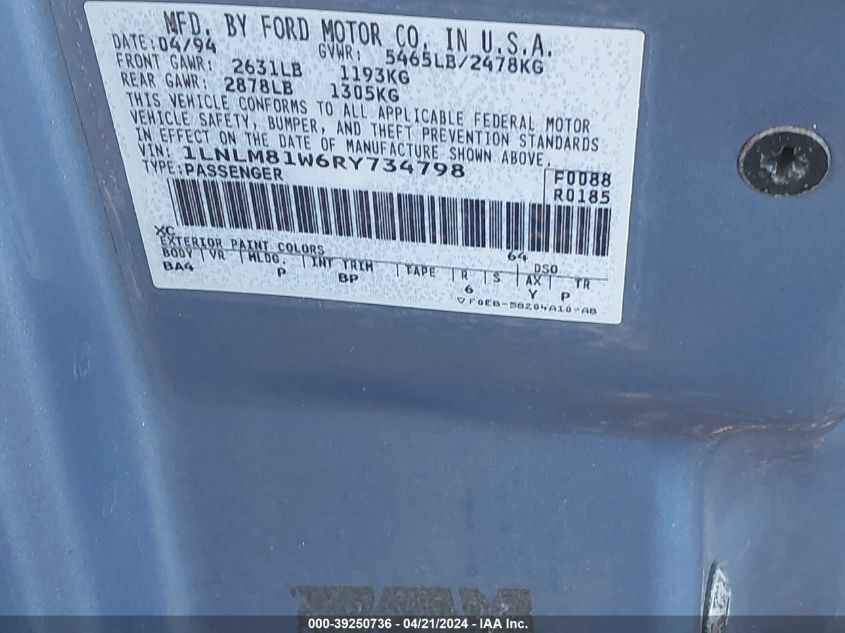 MFD. BY FORD MOTOR CO. IN U.S.A.
DATE: 04/94 GVWR: 5465LB/2478KG
FRONT GAWR: 2631LB 1193KG
REAR GAWR: 2878LB 1305KG
THIS VEHICLE CONFORMS TO ALL APPLICABLE FEDERAL MOTOR
VEHICLE SAFETY, BUMPER, AND THEFT PREVENTION STANDARDS
IN EFFECT ON THE DATE OF MANUFACTURE SHOWN ABOVE.
VIN: 1LNLM81W6RY734798
TYPE: PASSENGER F0088
R0185
XC 64
EXTERIOR PAINT COLORS DSO
BODY VR MLDG. INT TRIM TAPE R S AX TR
BA4 P BP 6 Y P
▽F0EB-58204A10-AB
000-39250736 - 04/21/2024 - IAA Inc.